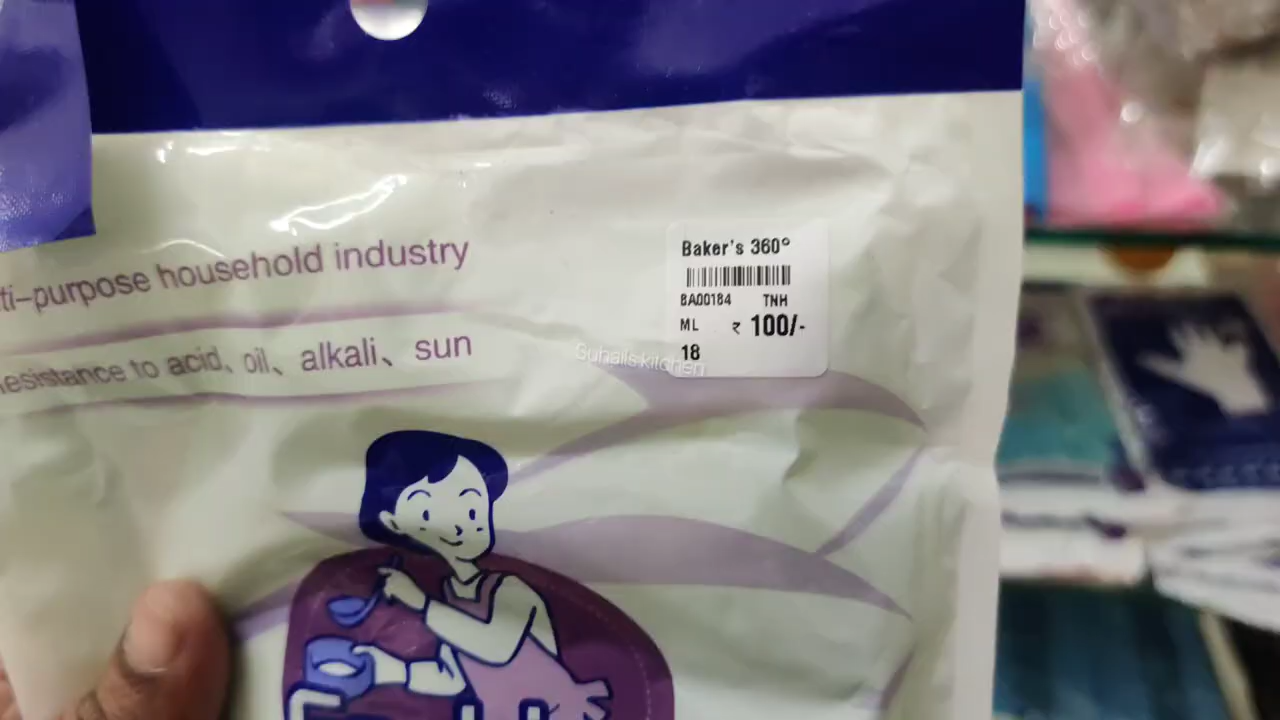 ti-purpose household industry
esistance to acid、oil、alkali、sun
Baker's 360°
BA00184 TNH
ML ₹ 100/-
18
Suhails kitchen